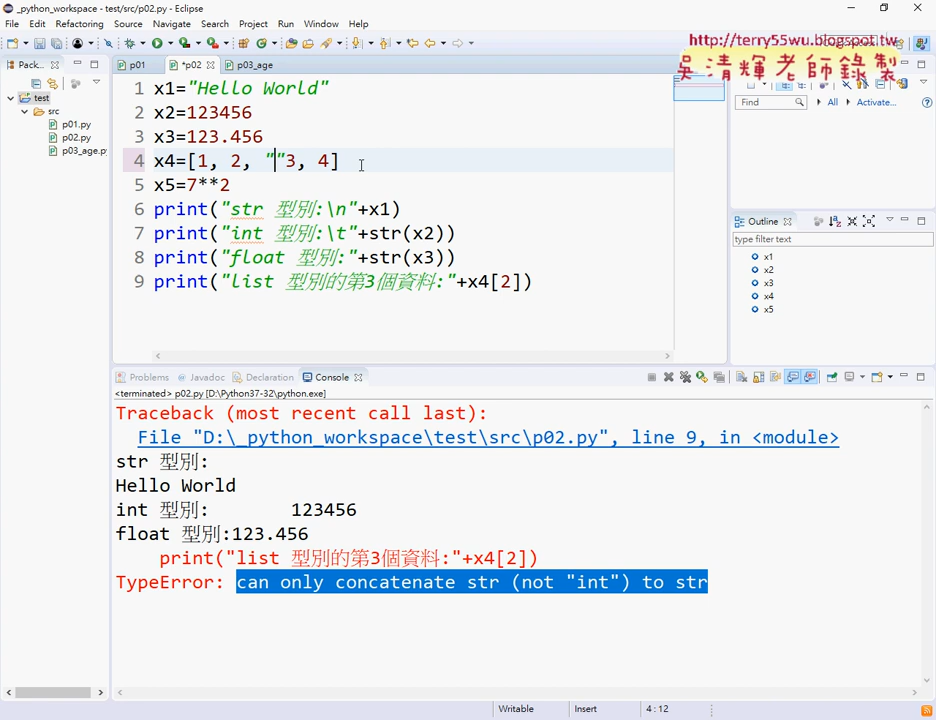 _python_workspace - test/src/p02.py - Eclipse
File Edit Refactoring Source Navigate Search Project Run Window Help
http://terry55wu.blogspot.tw
吳清輝老師錄製
Pack..
p01
*p02
p03_age
test
src
p01.py
p02.py
p03_age.py
1 x1="Hello World"
2 x2=123456
3 x3=123.456
4 x4=[1, 2, ""3, 4]
5 x5=7**2
6 print("str 型別:\n"+x1)
7 print("int 型別:\t"+str(x2))
8 print("float 型別:"+str(x3))
9 print("list 型別的第3個資料:"+x4[2])
Find
All
Activate...
Outline
type filter text
x1
x2
x3
x4
x5
Problems Javadoc Declaration Console
<terminated> p02.py [D:\Python37-32\python.exe]
Traceback (most recent call last):
File "D:\_python_workspace\test\src\p02.py", line 9, in <module>
str 型別:
Hello World
int 型別: 123456
float 型別:123.456
print("list 型別的第3個資料:"+x4[2])
TypeError: can only concatenate str (not "int") to str
Writable
Insert
4 : 12